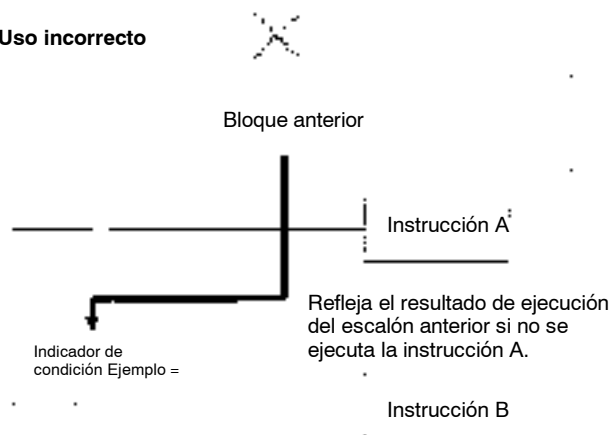 Uso incorrecto
Bloque anterior
Instrucción A
Refleja el resultado de ejecución
del escalón anterior si no se
ejecuta la instrucción A.
Indicador de
condición Ejemplo =
Instrucción B